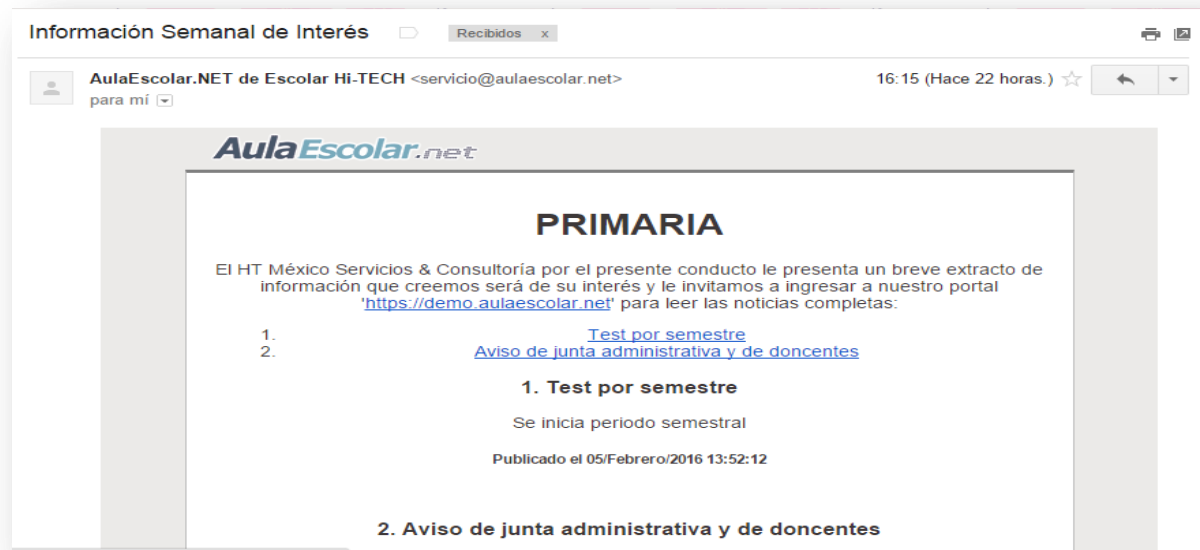 Información Semanal de Interés
Recibidos x
AulaEscolar.NET de Escolar Hi-TECH <servicio@aulaescolar.net>
16:15 (Hace 22 horas.)
para mí
AulaEscolar.net
PRIMARIA
El HT México Servicios & Consultoría por el presente conducto le presenta un breve extracto de
información que creemos será de su interés y le invitamos a ingresar a nuestro portal
'https://demo.aulaescolar.net' para leer las noticias completas:
1. Test por semestre
2. Aviso de junta administrativa y de doncentes
1. Test por semestre
Se inicia periodo semestral
Publicado el 05/Febrero/2016 13:52:12
2. Aviso de junta administrativa y de doncentes